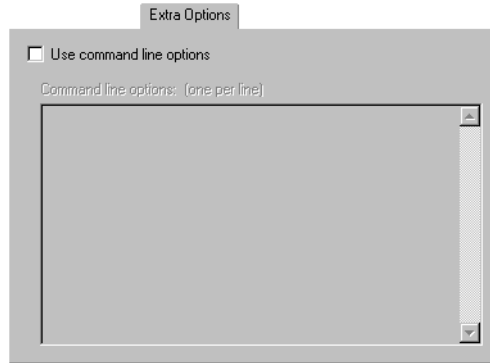 Extra Options
Use command line options
Command line options: (one per line)